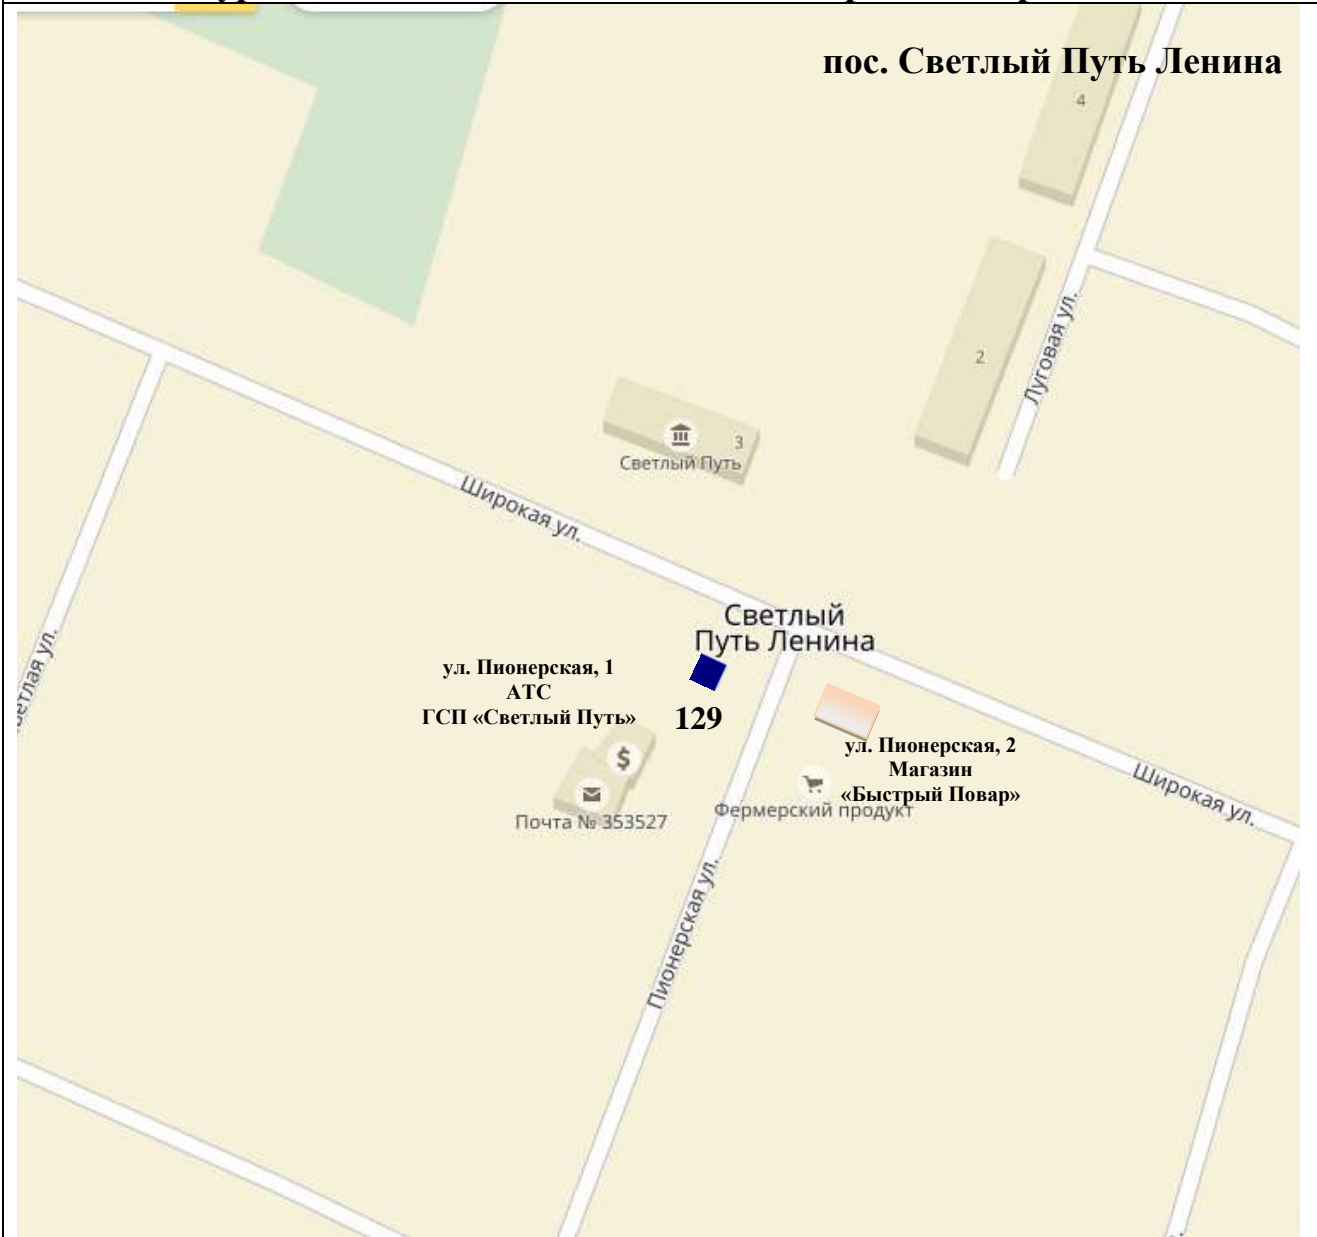 пос. Светлый Путь Ленина
4
2
Луговая ул.
3
Светлый Путь
Широкая ул.
Светлый
Путь Ленина
ул. Пионерская, 1
АТС
ГСП «Светлый Путь»
129
ул. Пионерская, 2
Магазин
«Быстрый Повар»
$
Почта № 353527
Фермерский продукт
Широкая ул.
Пионерская ул.